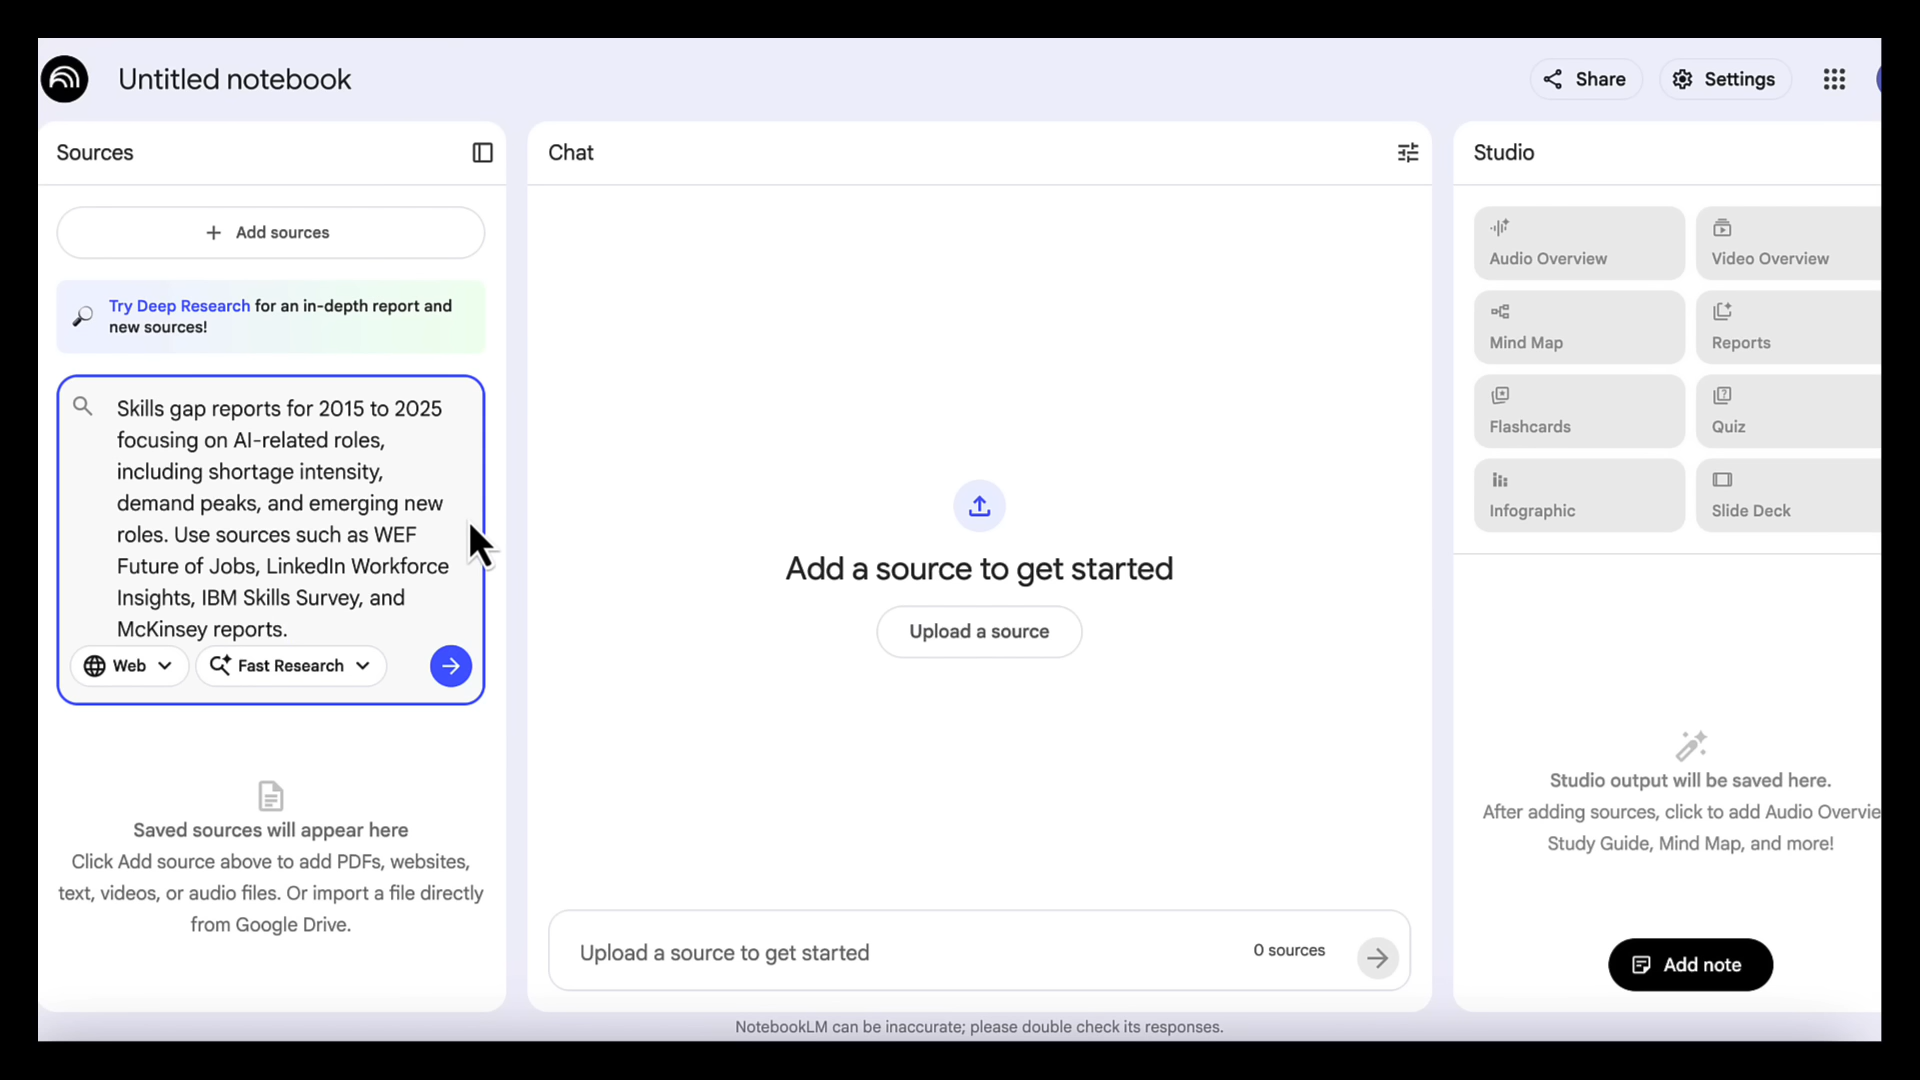 Untitled notebook
Share
Settings
Sources
Add sources
Try Deep Research for an in-depth report and
new sources!
Skills gap reports for 2015 to 2025
focusing on AI-related roles,
including shortage intensity,
demand peaks, and emerging new
roles. Use sources such as WEF
Future of Jobs, LinkedIn Workforce
Insights, IBM Skills Survey, and
McKinsey reports.
Web
Fast Research
Saved sources will appear here
Click Add source above to add PDFs, websites,
text, videos, or audio files. Or import a file directly
from Google Drive.
Chat
Add a source to get started
Upload a source
Upload a source to get started
0 sources
NotebookLM can be inaccurate; please double check its responses.
Studio
Audio Overview
Video Overview
Mind Map
Reports
Flashcards
Quiz
Infographic
Slide Deck
Studio output will be saved here.
After adding sources, click to add Audio Overvie
Study Guide, Mind Map, and more!
Add note